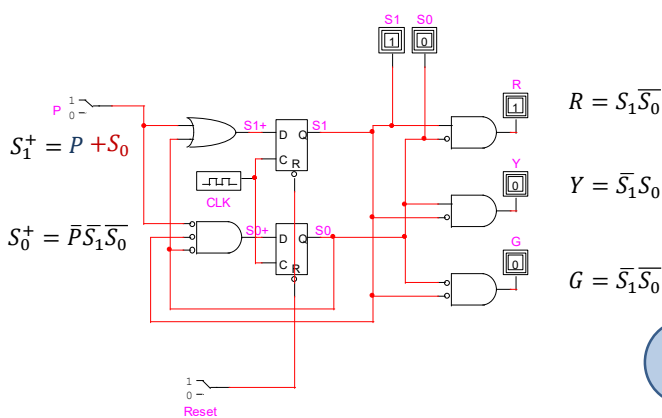 S1 S0
1 0
R
1
R = S₁S̅₀
1
P
0
S₁⁺ = P + S₀
S1+ D Q S1
C
R
CLK
Y
0
Y = S̅₁S₀
S₀⁺ = P̅S̅₁S̅₀
S0+ D Q S0
C
R
G
0
G = S̅₁S̅₀
1
0
Reset